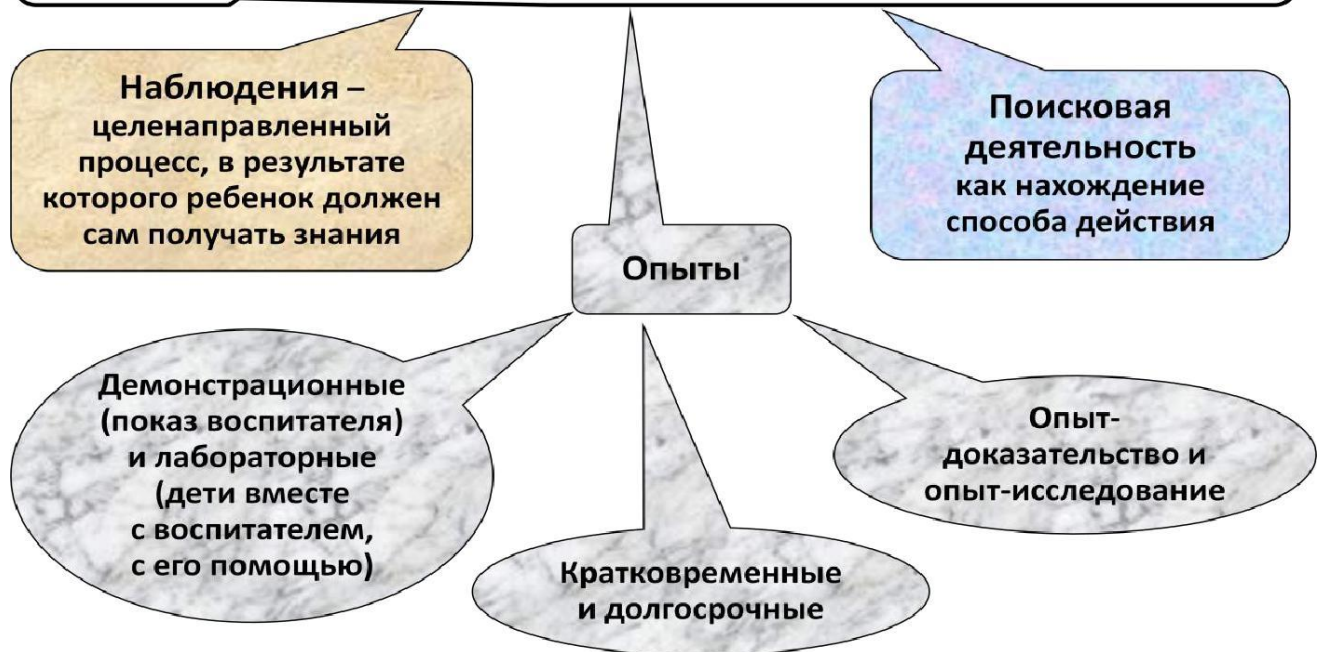 Наблюдения –
целенаправленный
процесс, в результате
которого ребенок должен
сам получать знания
Поисковая
деятельность
как нахождение
способа действия
Опыты
Демонстрационные
(показ воспитателя)
и лабораторные
(дети вместе
с воспитателем,
с его помощью)
Кратковременные
и долгосрочные
Опыт-
доказательство и
опыт-исследование